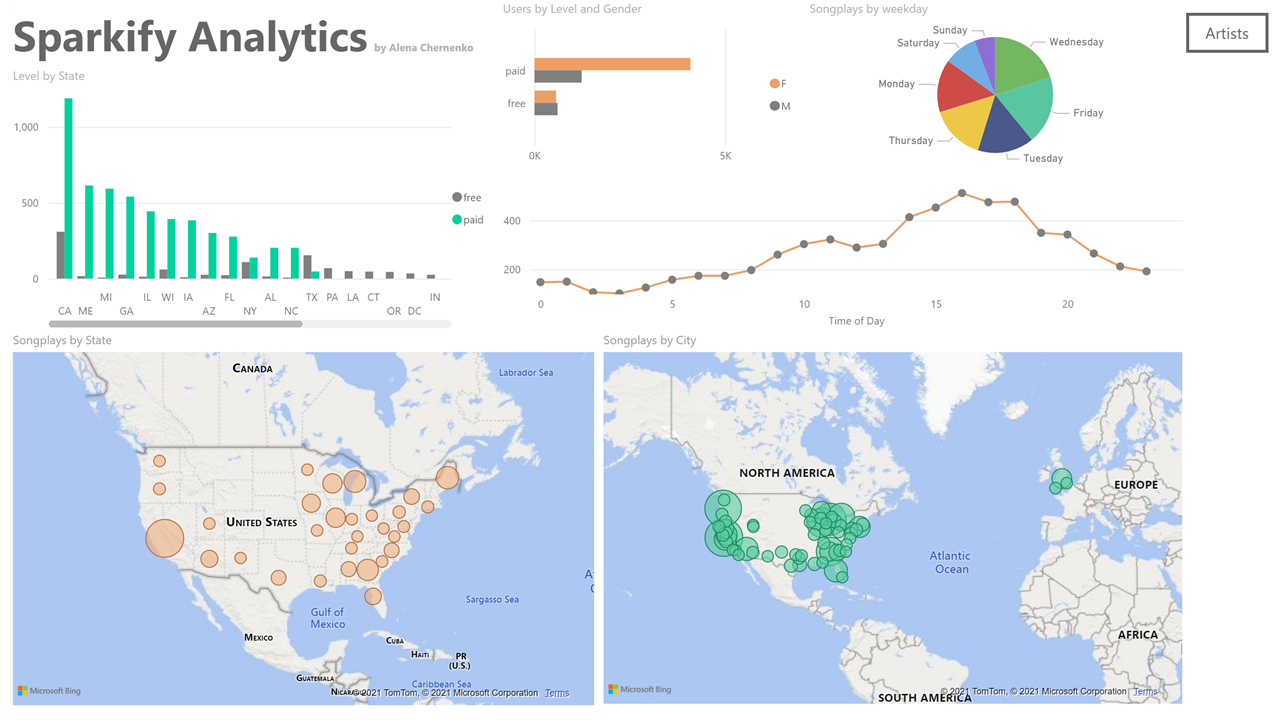 Sparkify Analytics by Alena Chernenko
Artists
Level by State
1,000
500
0
free
paid
MI IL WI IA FL AL TX PA LA CT IN
CA ME GA AZ NY NC OR DC
Users by Level and Gender
paid
free
0K 5K
F
M
Songplays by weekday
Sunday
Saturday
Monday
Thursday
Wednesday
Friday
Tuesday
400
200
0 5 10 15 20
Time of Day
Songplays by State
CANADA
Labrador Sea
UNITED STATES
Gulf of
Mexico
Sargasso Sea
MEXICO
CUBA
HAITI
PR
(U.S.)
GUATEMALA
Caribbean Sea
Microsoft Bing
© 2021 TomTom, © 2021 Microsoft Corporation Terms
Songplays by City
NORTH AMERICA
EUROPE
Atlantic
Ocean
AFRICA
SOUTH AMERICA
Microsoft Bing
© 2021 TomTom, © 2021 Microsoft Corporation Terms